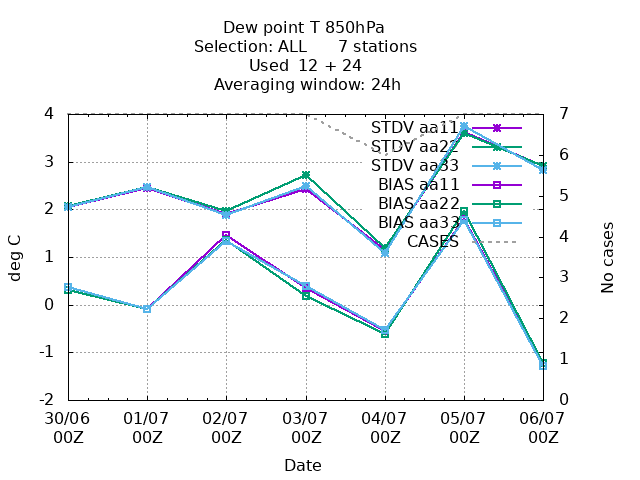 Dew point T 850hPa
Selection: ALL      7 stations
Used  12 + 24
Averaging window: 24h
4
3
2
1
0
-1
-2
deg C
7
6
5
4
3
2
1
0
No cases
STDV aa11
STDV aa22
STDV aa33
BIAS aa11
BIAS aa22
BIAS aa33
CASES
30/06 01/07 02/07 03/07 04/07 05/07 06/07
00Z 00Z 00Z 00Z 00Z 00Z 00Z
Date